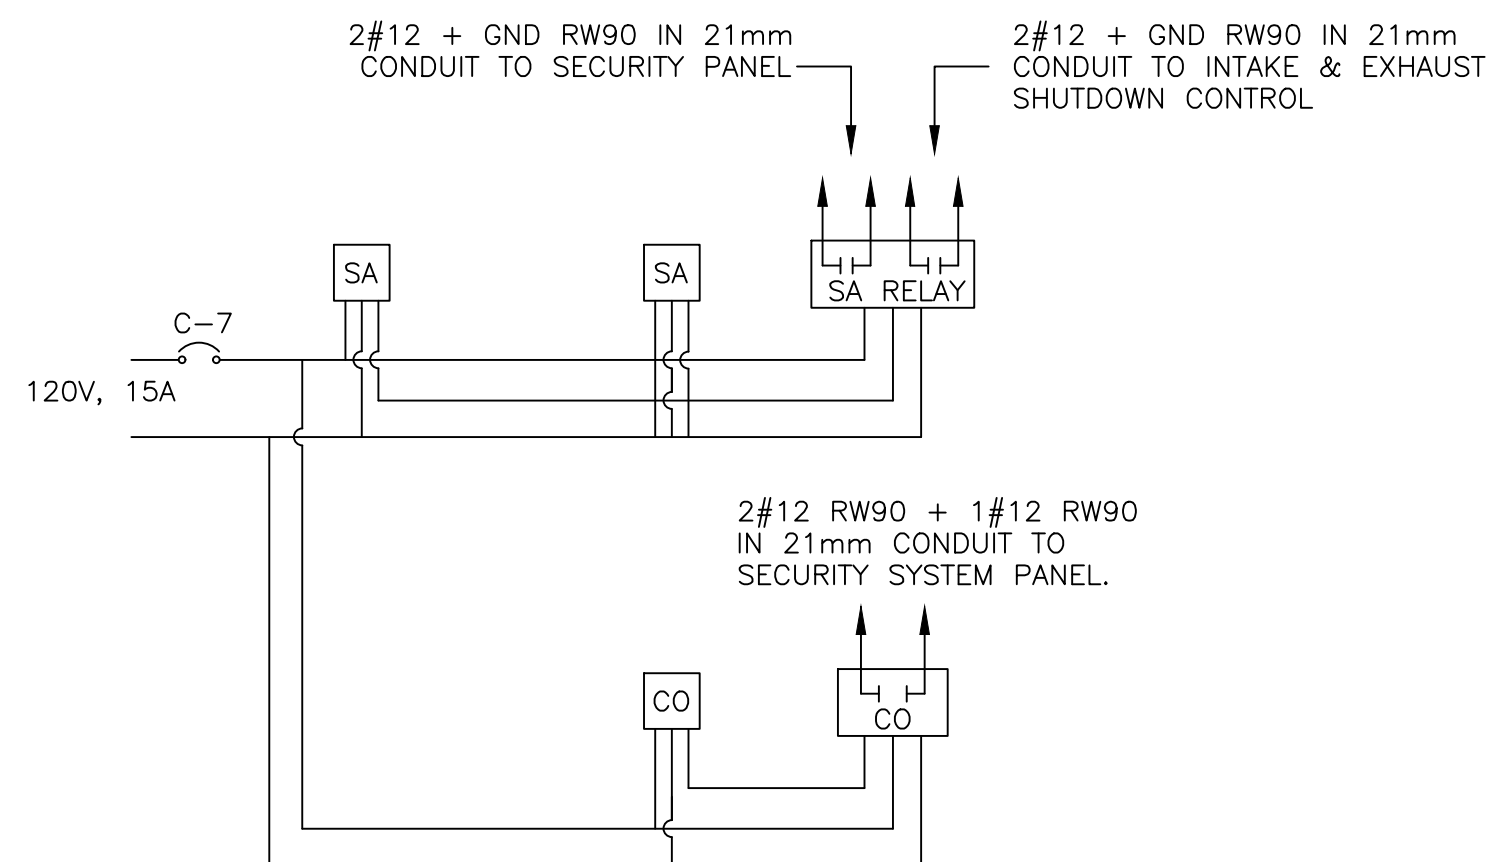 2#12 + GND RW90 IN 21mm
CONDUIT TO SECURITY PANEL
2#12 + GND RW90 IN 21mm
CONDUIT TO INTAKE & EXHAUST
SHUTDOWN CONTROL
SA
SA
SA RELAY
C-7
120V, 15A
2#12 RW90 + 1#12 RW90
IN 21mm CONDUIT TO
SECURITY SYSTEM PANEL.
CO
CO